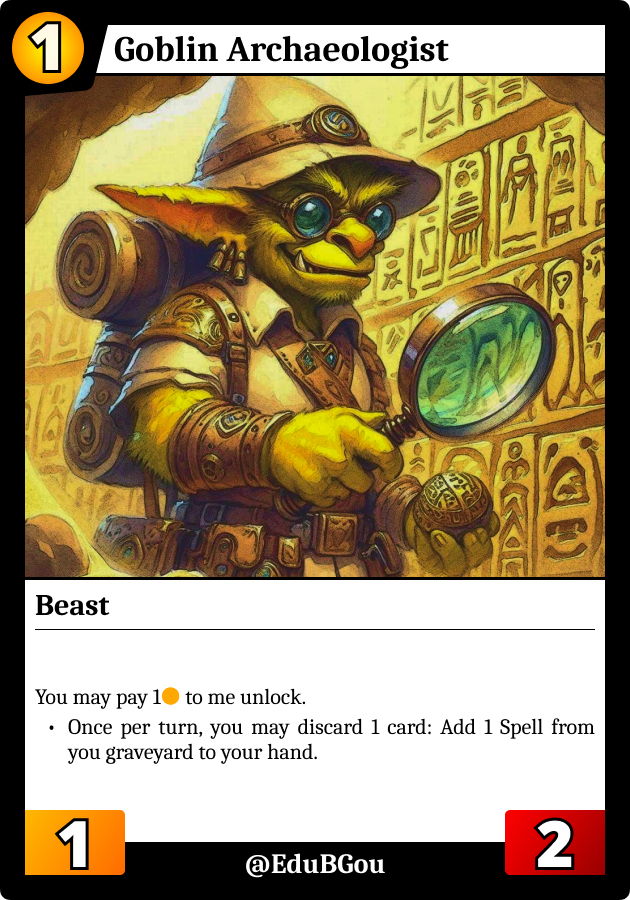 1
Goblin Archaeologist
Beast
You may pay 1 to me unlock.
• Once per turn, you may discard 1 card: Add 1 Spell from
you graveyard to your hand.
1
@EduBGou
2